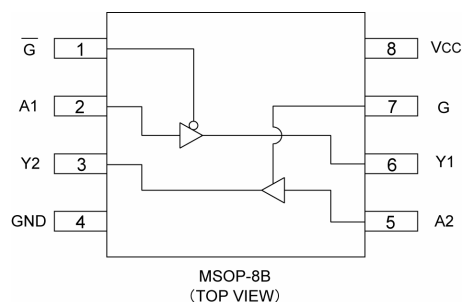 G 1 8 VCC
A1 2 7 G
Y2 3 6 Y1
GND 4 5 A2
MSOP-8B
(TOP VIEW)